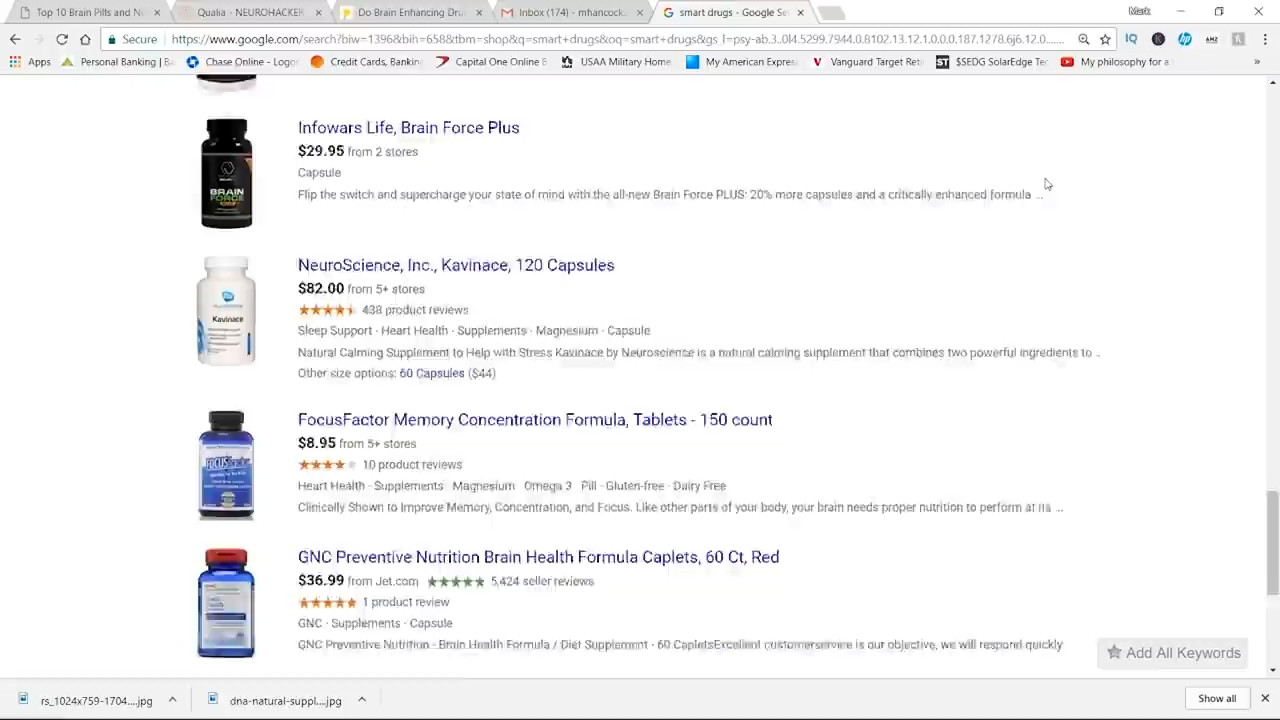 Top 10 Brain Pills and No
Qualia - NEUROHACKER
Do Brain Enhancing Dru
Inbox (174) - mhancock.
smart drugs - Google Se
Secure
https://www.google.com/search?biw=1396&bih=658&tbm=shop&q=smart+drugs&oq=smart+drugs&gs_l=psy-ab.3..0l4.5299.7944.0.8102.13.12.1.0.0.0.187.1278.6j6.12.0......
Apps
Personal Banking | Ba
Chase Online - Logo
Credit Cards, Banking
Capital One Online B
USAA Military Home
My American Expres
Vanguard Target Reti
$SEDG SolarEdge Tec
My philosophy for a
»
Infowars Life, Brain Force Plus
$29.95 from 2 stores
Capsule
Flip the switch and supercharge your state of mind with the all-new Brain Force PLUS: 20% more capsules and a critically enhanced formula ...
BRAIN
FORCE
NeuroScience, Inc., Kavinace, 120 Capsules
$82.00 from 5+ stores
438 product reviews
Sleep Support · Heart Health · Supplements · Magnesium · Capsule
Natural Calming Supplement to Help with Stress Kavinace by Neuroscience is a natural calming supplement that combines two powerful ingredients to ...
Other size options: 60 Capsules ($44)
Kavinace
FocusFactor Memory Concentration Formula, Tablets - 150 count
$8.95 from 5+ stores
10 product reviews
Heart Health · Supplements · Magnesium · Omega 3 · Pill · Gluten Free · Dairy Free
Clinically Shown to Improve Memory, Concentration, and Focus. Like other parts of your body, your brain needs proper nutrition to perform at its ...
FOCUSfactor
GNC Preventive Nutrition Brain Health Formula Caplets, 60 Ct, Red
$36.99 from Jet.com 5,424 seller reviews
1 product review
GNC · Supplements · Capsule
GNC Preventive Nutrition - Brain Health Formula / Diet Supplement - 60 CapletsExcellent customerservice is our objective, we will respond quickly
Add All Keywords
rs_1024x759-1704....jpg
dna-natural-suppl....jpg
Show all